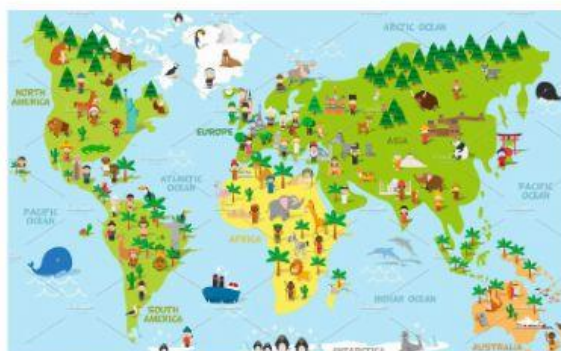 ARCTIC OCEAN
NORTH
AMERICA
EUROPE
ASIA
ATLANTIC
OCEAN
PACIFIC
OCEAN
PACIFIC
OCEAN
AFRICA
INDIAN OCEAN
SOUTH
AMERICA
ANTARCTICA
AUSTRALIA